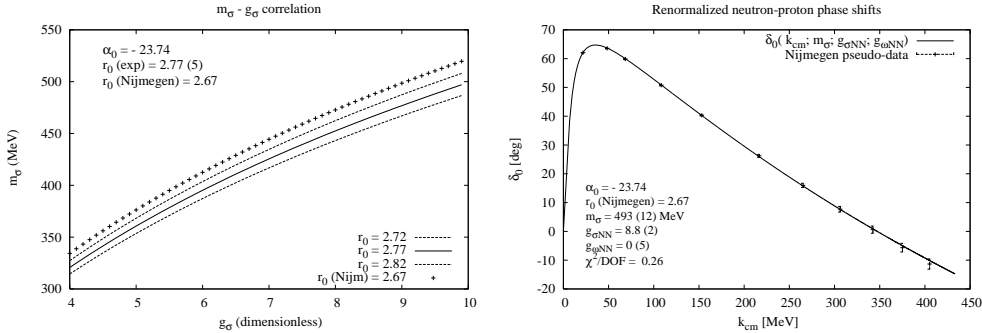 m_σ - g_σ correlation
550
500
450
400
350
300
m_σ (MeV)
α_0 = - 23.74
r_0 (exp) = 2.77 (5)
r_0 (Nijmegen) = 2.67
r_0 = 2.72
r_0 = 2.77
r_0 = 2.82
r_0 (Nijm) = 2.67
4 5 6 7 8 9 10
g_σ (dimensionless)
Renormalized neutron-proton phase shifts
70
60
50
40
30
20
10
0
-10
-20
δ_0 [deg]
δ_0( k_cm; m_σ; g_σNN; g_ωNN)
Nijmegen pseudo-data
α_0 = - 23.74
r_0 (Nijmegen) = 2.67
m_σ = 493 (12) MeV
g_σNN = 8.8 (2)
g_ωNN = 0 (5)
χ^2/DOF = 0.26
0 50 100 150 200 250 300 350 400 450
k_cm [MeV]